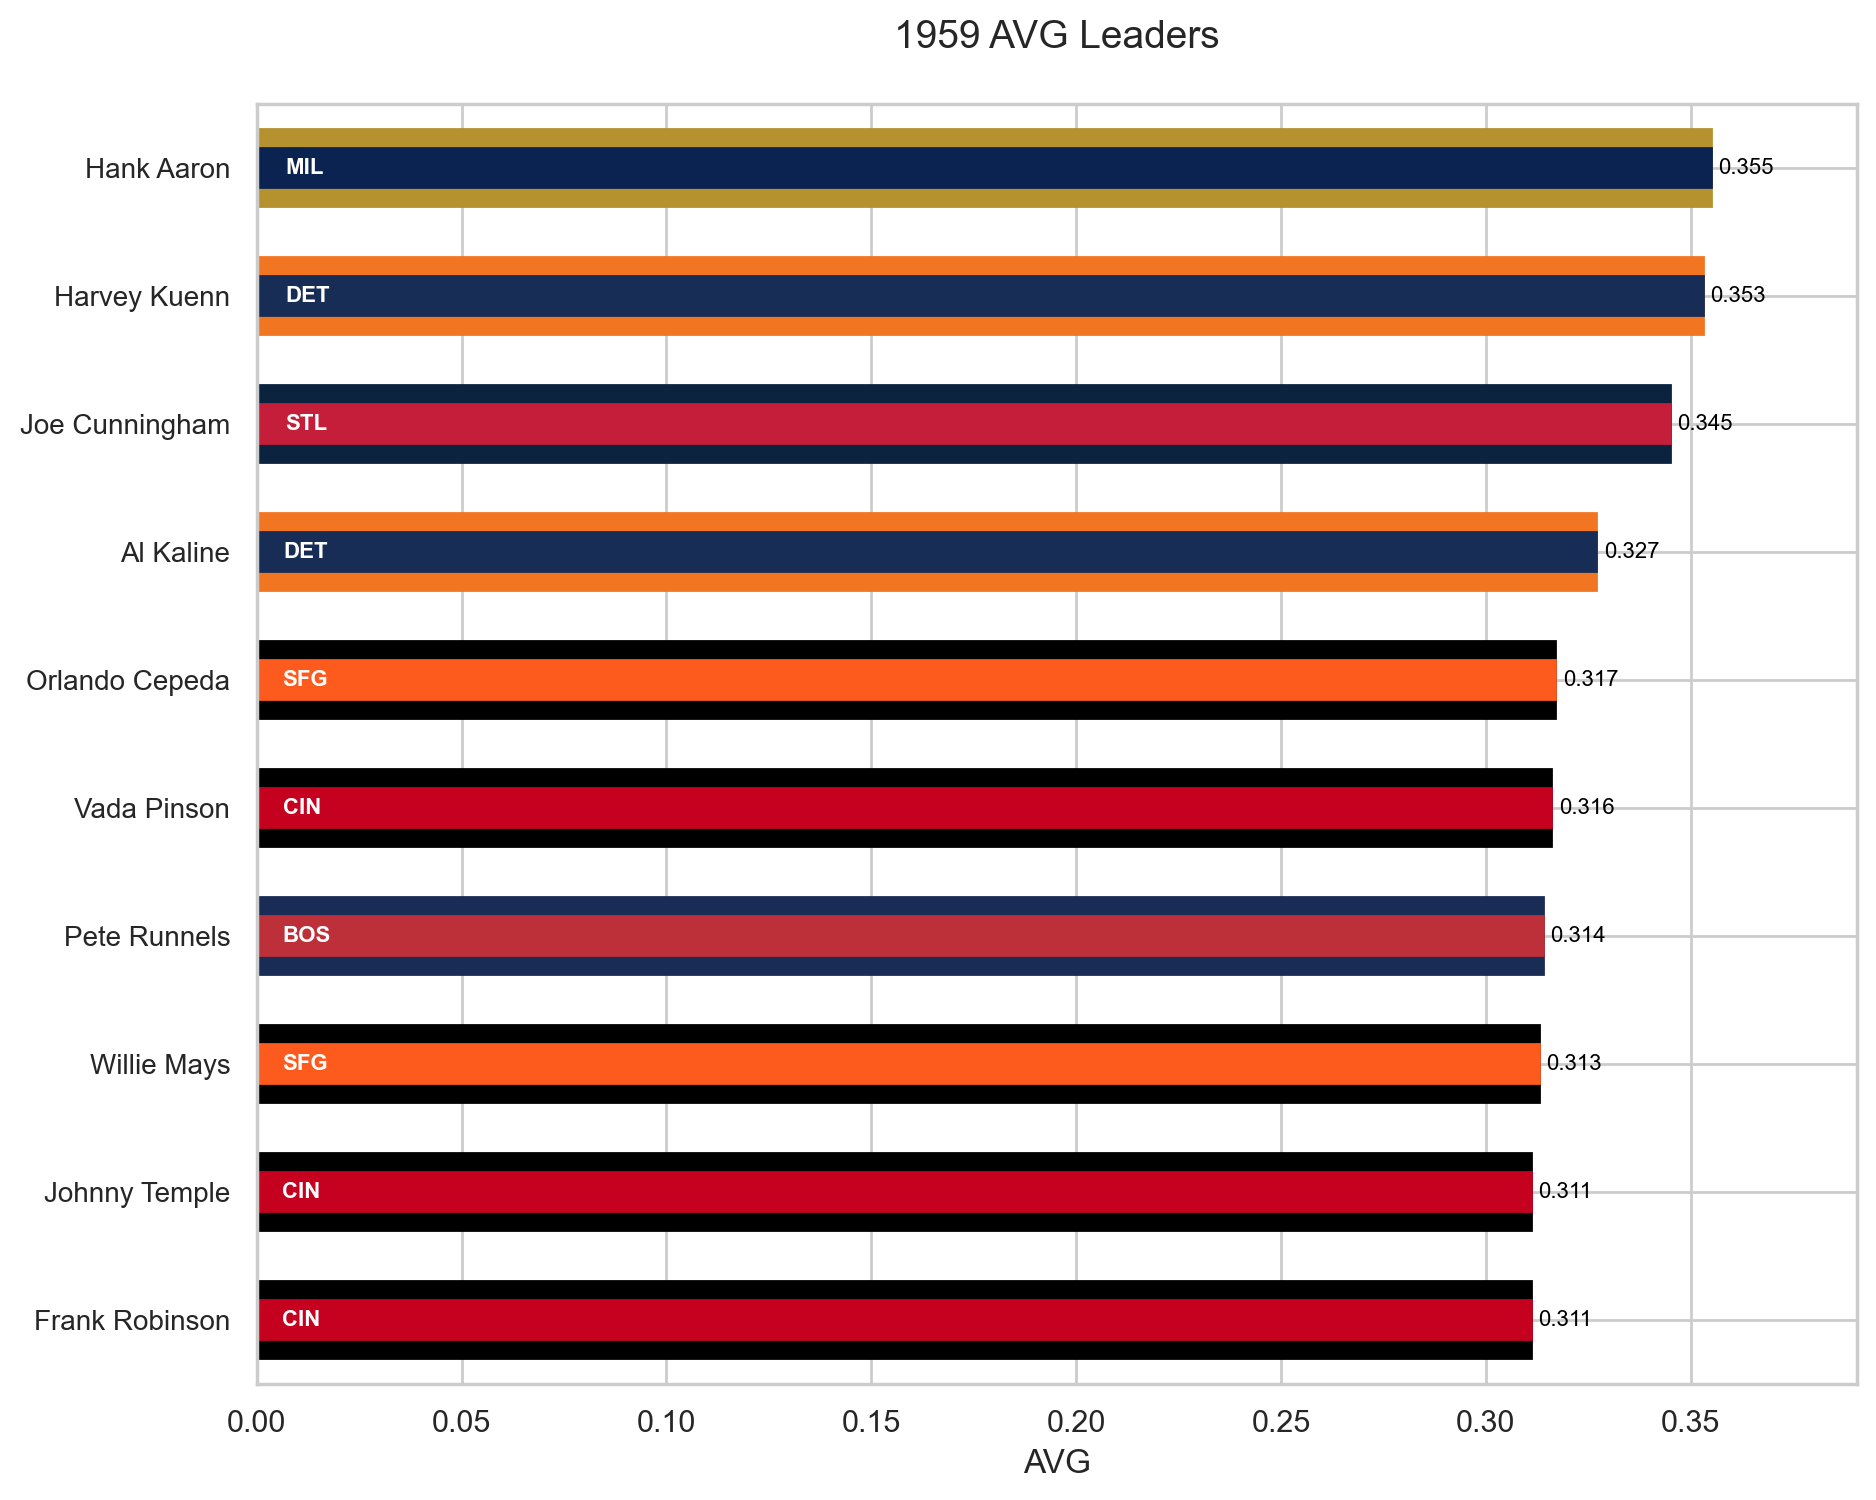 1959 AVG Leaders
Hank Aaron MIL 0.355
Harvey Kuenn DET 0.353
Joe Cunningham STL 0.345
Al Kaline DET 0.327
Orlando Cepeda SFG 0.317
Vada Pinson CIN 0.316
Pete Runnels BOS 0.314
Willie Mays SFG 0.313
Johnny Temple CIN 0.311
Frank Robinson CIN 0.311
0.00 0.05 0.10 0.15 0.20 0.25 0.30 0.35
AVG